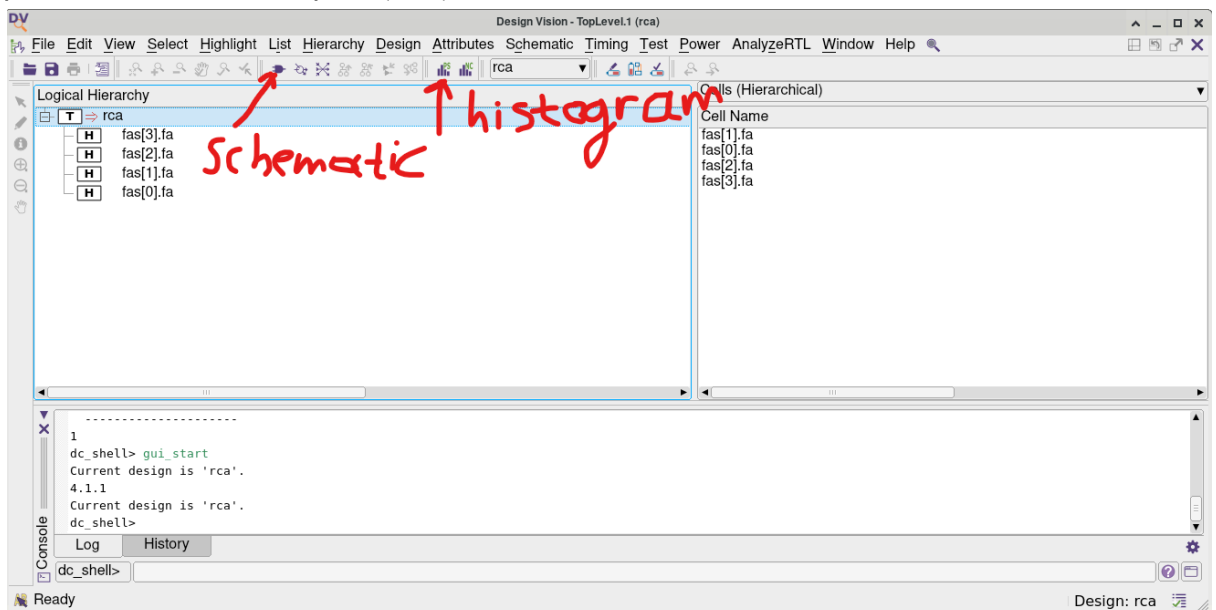 DV
Design Vision - TopLevel.1 (rca)
File Edit View Select Highlight List Hierarchy Design Attributes Schematic Timing Test Power AnalyzeRTL Window Help
rca
Logical Hierarchy
T ⇒ rca
H fas[3].fa
H fas[2].fa
H fas[1].fa
H fas[0].fa
schematic
histogram
Cells (Hierarchical)
Cell Name
fas[1].fa
fas[0].fa
fas[2].fa
fas[3].fa
---------------------
1
dc_shell> gui_start
Current design is 'rca'.
4.1.1
Current design is 'rca'.
dc_shell>
Console
Log History
dc_shell>
Ready
Design: rca